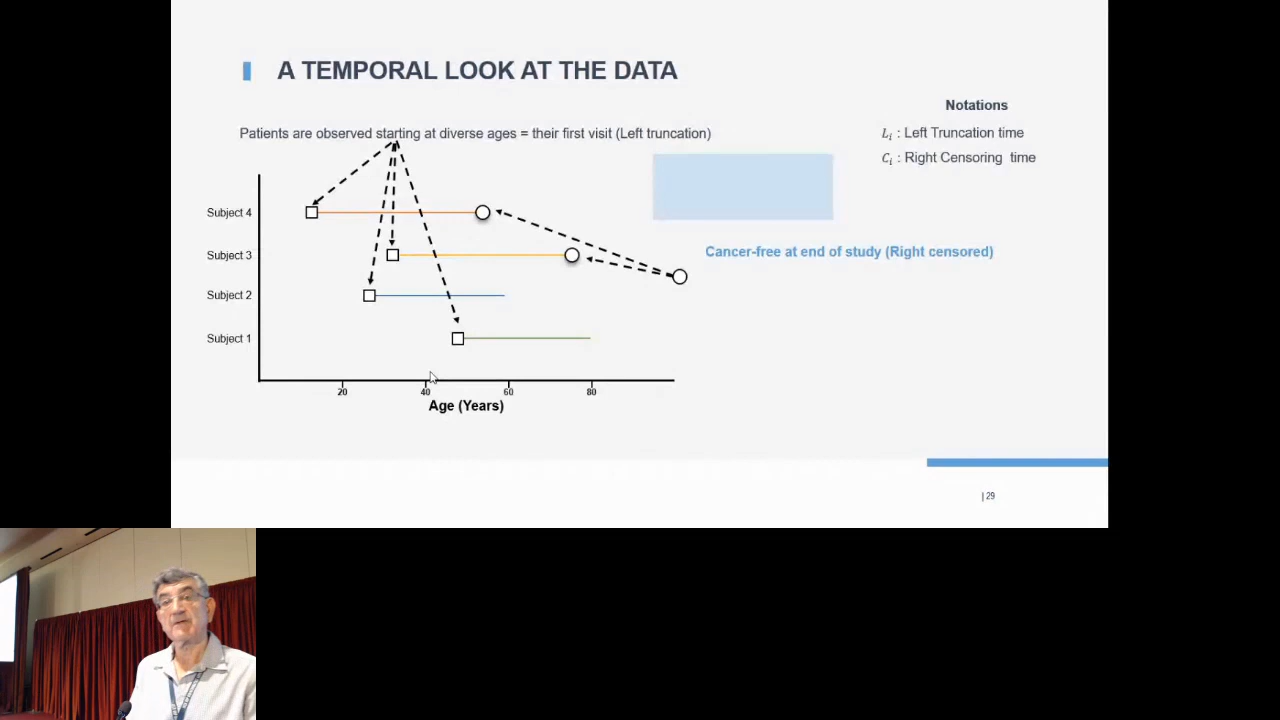 A TEMPORAL LOOK AT THE DATA
Notations
Patients are observed starting at diverse ages = their first visit (Left truncation)
Lᵢ : Left Truncation time
Cᵢ : Right Censoring time
Subject 4
Subject 3
Cancer-free at end of study (Right censored)
Subject 2
Subject 1
20 40 60 80
Age (Years)
| 29